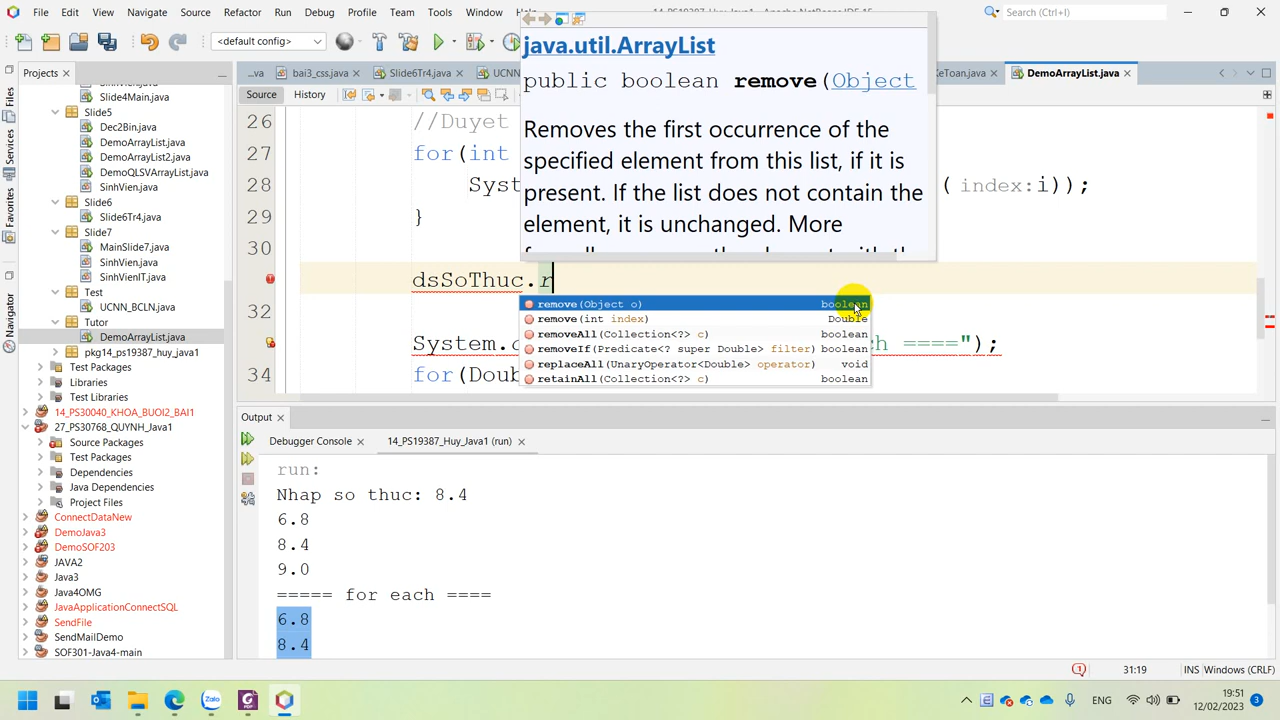 File Edit View Navigate Source Refactor Run Debug Profile Team Tools Window
Search (Ctrl+I)
<default config>
java.util.ArrayList
public boolean remove(Object
Removes the first occurrence of the
specified element from this list, if it is
present. If the list does not contain the
element, it is unchanged. More
Projects
...va bai3_css.java Slide6Tr4.java DemoArrayList.java
Source History
Files
Services
Favorites
Navigator
Slide4Main.java
Slide5
Dec2Bin.java
DemoArrayList.java
DemoArrayList2.java
DemoQLSVArrayList.java
SinhVien.java
Slide6
Slide6Tr4.java
Slide7
MainSlide7.java
SinhVien.java
SinhVienIT.java
Test
UCNN_BCLN.java
Tutor
DemoArrayList.java
pkg14_ps19387_huy_java1
Test Packages
Libraries
Test Libraries
14_PS30040_KHOA_BUOI2_BAI1
27_PS30768_QUYNH_Java1
Source Packages
Test Packages
Dependencies
Java Dependencies
Project Files
ConnectDataNew
DemoJava3
DemoSOF203
JAVA2
Java3
Java4OMG
JavaApplicationConnectSQL
SendFile
SendMailDemo
SOF301-Java4-main
26 //Duyet
27 for(int
28 Syst ( index:i));
29 }
30
dsSoThuc.r
32
System. ====");
34 for(Doub
remove(Object o) boolean
remove(int index) Double
removeAll(Collection<?> c) boolean
removeIf(Predicate<? super Double> filter) boolean
replaceAll(UnaryOperator<Double> operator) void
retainAll(Collection<?> c) boolean
Output
Debugger Console 14_PS19387_Huy_Java1 (run)
run:
Nhap so thuc: 8.4
6.8
8.4
9.0
===== for each ====
6.8
8.4
31:19 INS Windows (CRLF)
Zalo
ENG
19:51
12/02/2023
3